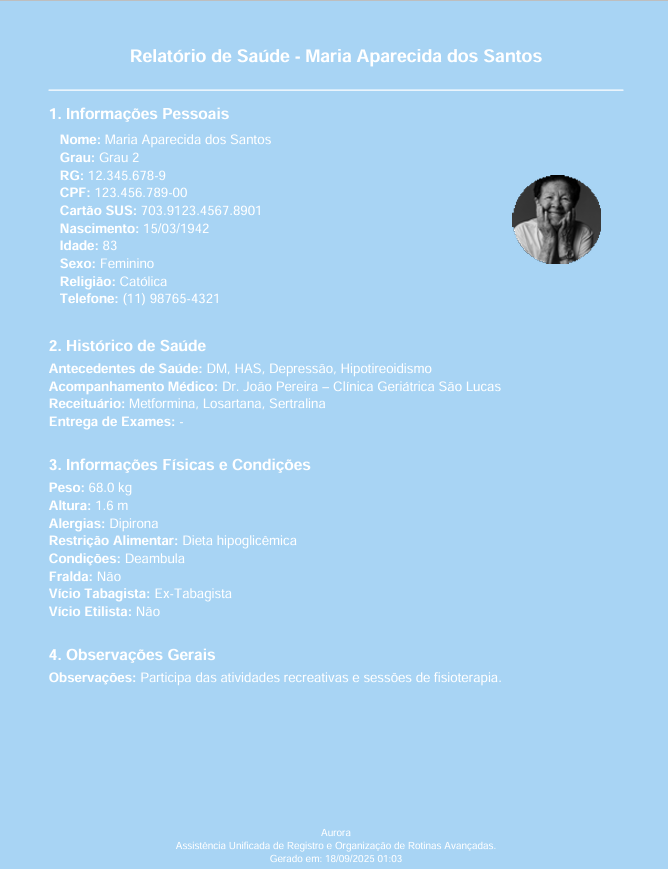 Relatório de Saúde - Maria Aparecida dos Santos
1. Informações Pessoais
Nome: Maria Aparecida dos Santos
Grau: Grau 2
RG: 12.345.678-9
CPF: 123.456.789-00
Cartão SUS: 703.9123.4567.8901
Nascimento: 15/03/1942
Idade: 83
Sexo: Feminino
Religião: Católica
Telefone: (11) 98765-4321
2. Histórico de Saúde
Antecedentes de Saúde: DM, HAS, Depressão, Hipotireoidismo
Acompanhamento Médico: Dr. João Pereira – Clínica Geriátrica São Lucas
Receituário: Metformina, Losartana, Sertralina
Entrega de Exames: -
3. Informações Físicas e Condições
Peso: 68.0 kg
Altura: 1.6 m
Alergias: Dipirona
Restrição Alimentar: Dieta hipoglicêmica
Condições: Deambula
Fralda: Não
Vício Tabagista: Ex-Tabagista
Vício Etilista: Não
4. Observações Gerais
Observações: Participa das atividades recreativas e sessões de fisioterapia.
Aurora
Assistência Unificada de Registro e Organização de Rotinas Avançadas.
Gerado em: 18/09/2025 01:03